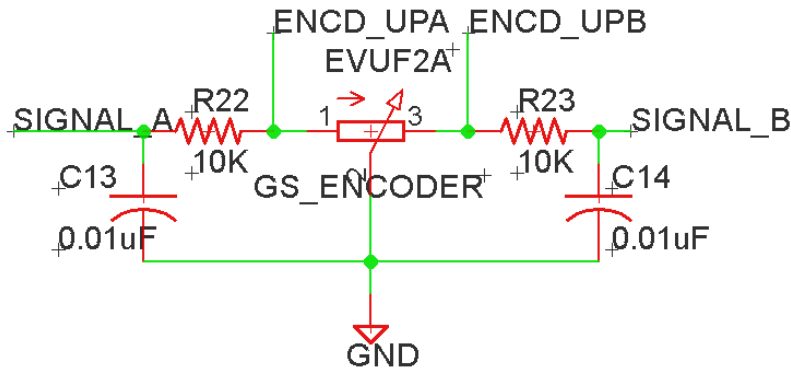 ENCD_UPA ENCD_UPB
EVUF2A
SIGNAL_A R22 1 3 R23 SIGNAL_B
10K 2 10K
C13 GS_ENCODER C14
0.01uF 0.01uF
GND